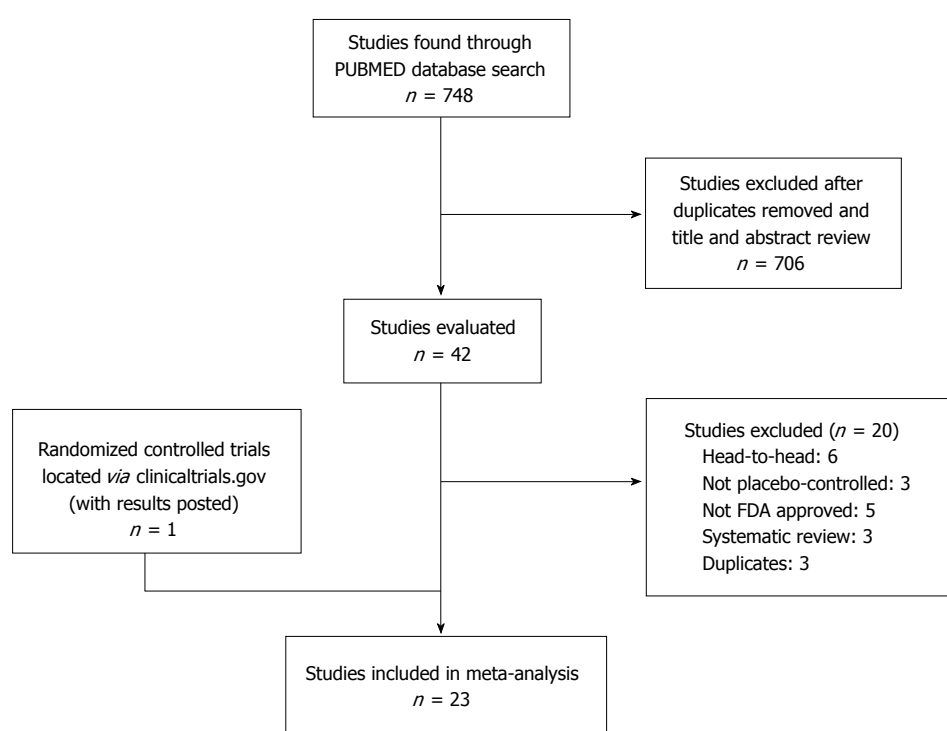 Studies found through
PUBMED database search
n = 748
Studies excluded after
duplicates removed and
title and abstract review
n = 706
Studies evaluated
n = 42
Randomized controlled trials
located via clinicaltrials.gov
(with results posted)
n = 1
Studies excluded (n = 20)
Head-to-head: 6
Not placebo-controlled: 3
Not FDA approved: 5
Systematic review: 3
Duplicates: 3
Studies included in meta-analysis
n = 23